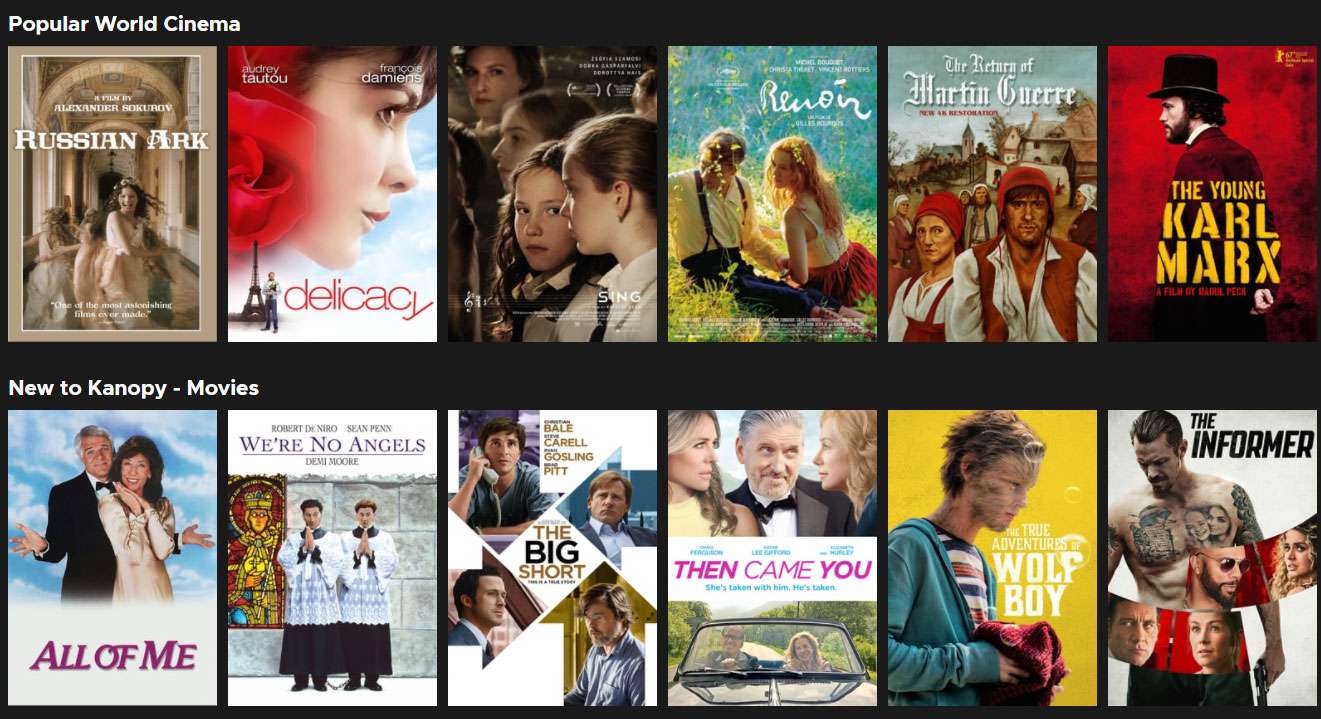 Popular World Cinema
A FILM BY
ALEXANDER SOKUROV
RUSSIAN ARK
"One of the most astonishing
films ever made."
audrey
tautou
françois
damiens
delicacy
ZSÓFIA SZAMOSI
DORKA GÁSPÁRFALVI
DOROTTYA HAIS
SING
MICHEL BOUQUET
CHRISTA THERET, VINCENT ROTTIERS
Renoir
UN FILM DE
GILLES BOURDOS
The Return of
Martin Guerre
NEW 4K RESTORATION
THE YOUNG
KARL
MARX
A FILM BY RAOUL PECK
New to Kanopy - Movies
ALL OF ME
ROBERT DE NIRO SEAN PENN
WE'RE NO ANGELS
DEMI MOORE
CHRISTIAN
BALE
STEVE
CARELL
RYAN
GOSLING
BRAD
PITT
THE
BIG
SHORT
THIS IS A TRUE STORY
CRAIG
FERGUSON
KATHIE
LEE GIFFORD
AND ELIZABETH
HURLEY
THEN CAME YOU
She's taken with him. He's taken.
THE TRUE
ADVENTURES OF
WOLF
BOY
THE
INFORMER